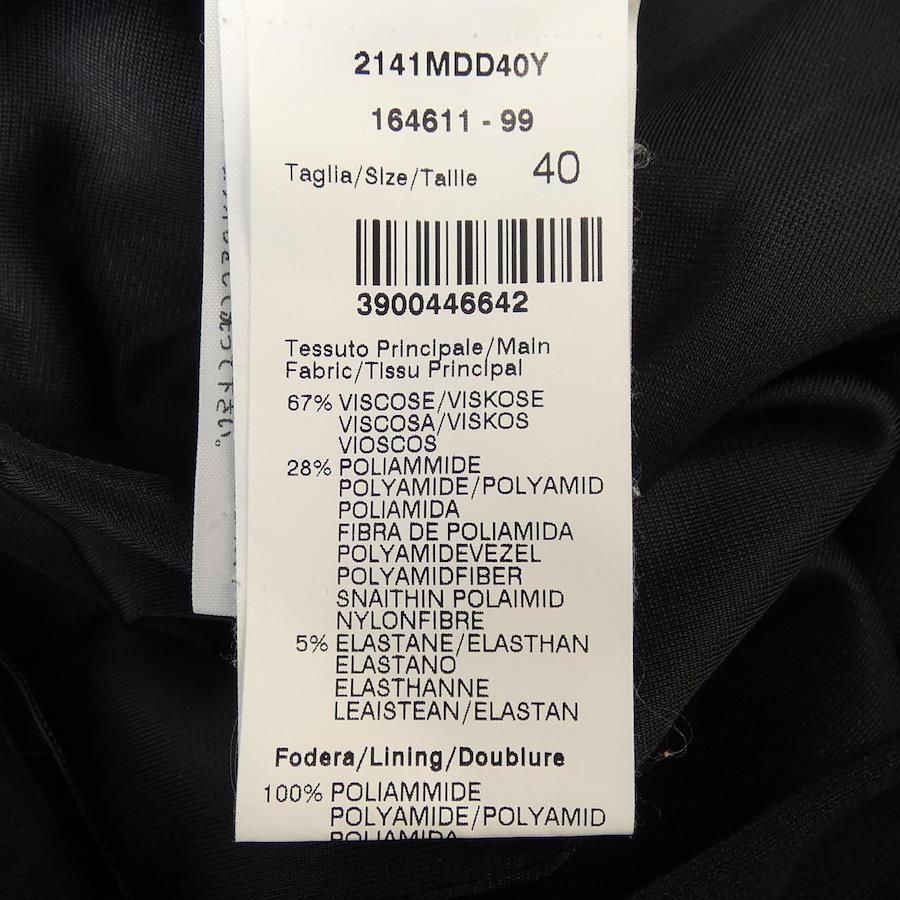 2141MDD40Y
164611 - 99
Taglia/Size/Taille 40
3900446642
Tessuto Principale/Main
Fabric/Tissu Principal
67% VISCOSE/VISKOSE
VISCOSA/VISKOS
VIOSCOS
28% POLIAMMIDE
POLYAMIDE/POLYAMID
POLIAMIDA
FIBRA DE POLIAMIDA
POLYAMIDEVEZEL
POLYAMIDFIBER
SNAITHIN POLAIMID
NYLONFIBRE
5% ELASTANE/ELASTHAN
ELASTANO
ELASTHANNE
LEAISTEAN/ELASTAN
Fodera/Lining/Doublure
100% POLIAMMIDE
POLYAMIDE/POLYAMID
POLIAMIDA